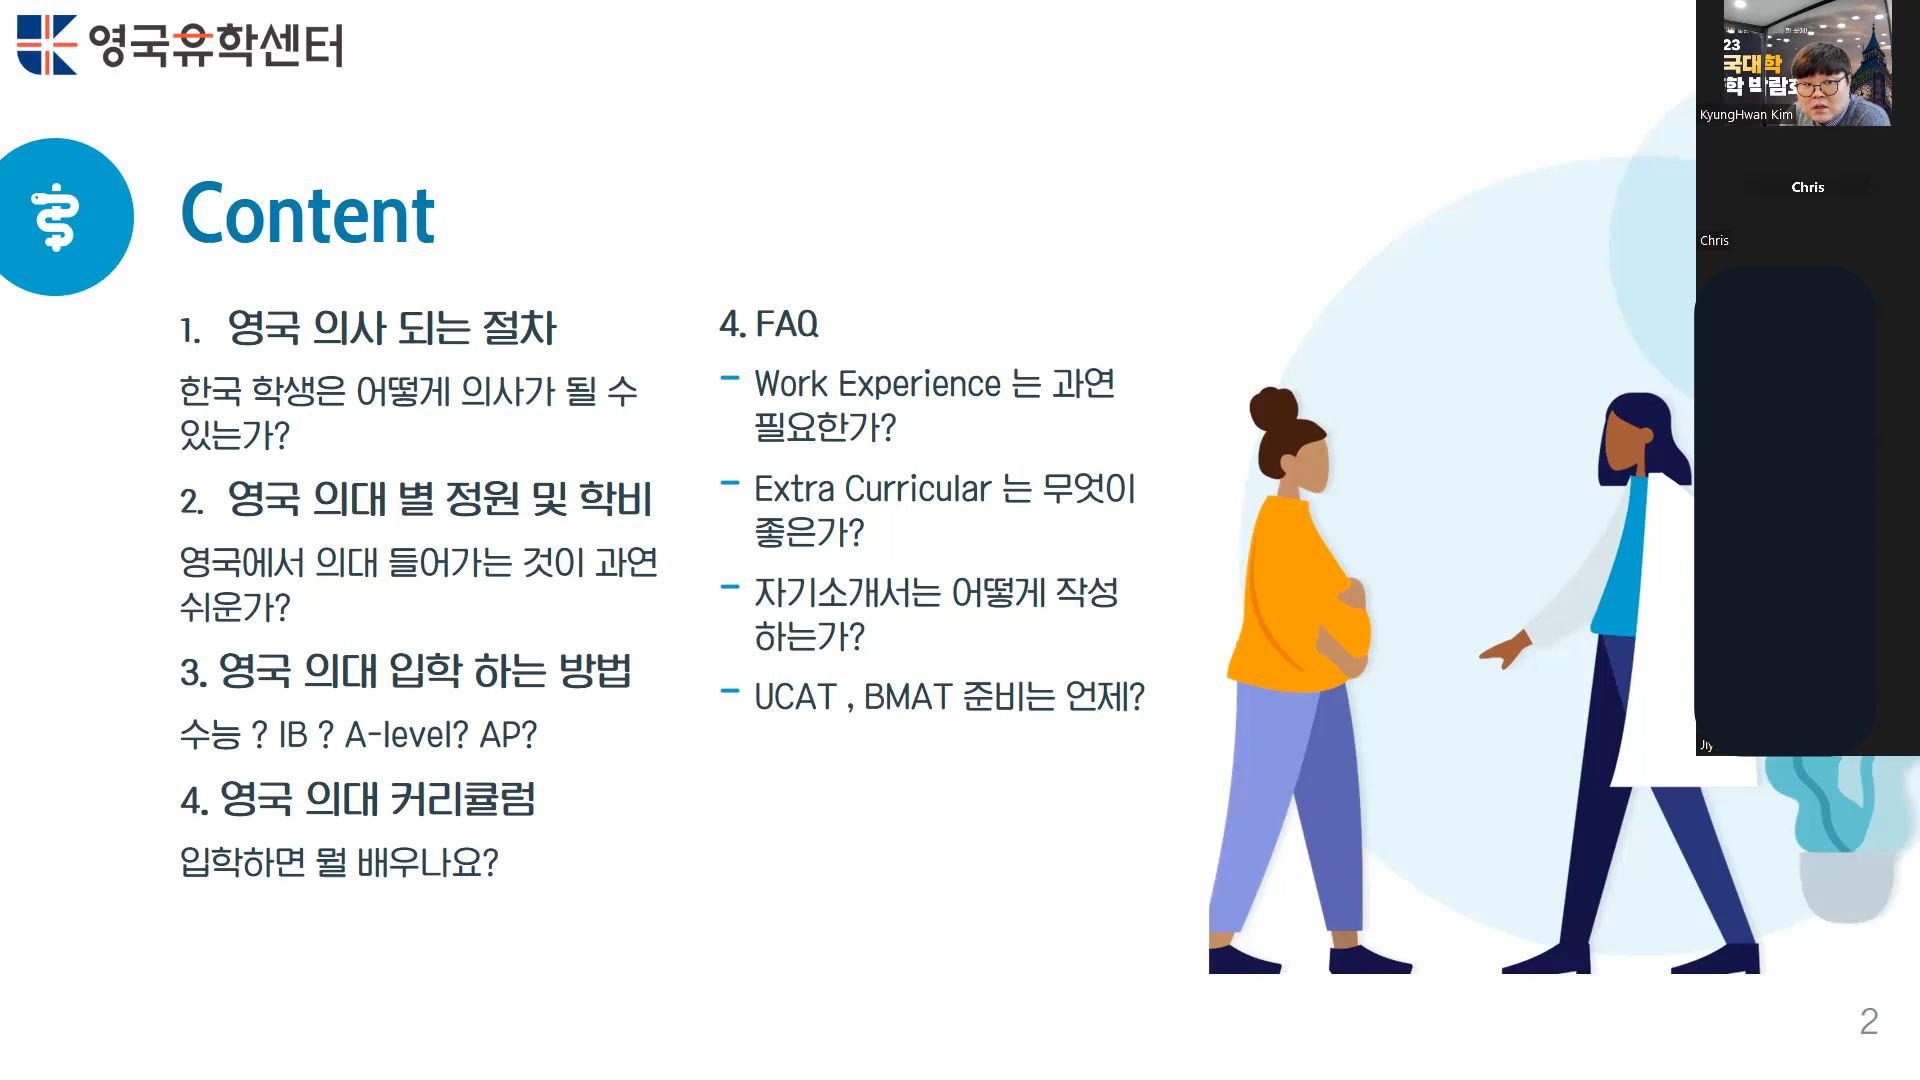 영국유학센터
Content
1. 영국 의사 되는 절차
한국 학생은 어떻게 의사가 될 수
있는가?
2. 영국 의대 별 정원 및 학비
영국에서 의대 들어가는 것이 과연
쉬운가?
3. 영국 의대 입학 하는 방법
수능 ? IB ? A-level? AP?
4. 영국 의대 커리큘럼
입학하면 뭘 배우나요?
4. FAQ
- Work Experience 는 과연
필요한가?
- Extra Curricular 는 무엇이
좋은가?
- 자기소개서는 어떻게 작성
하는가?
- UCAT , BMAT 준비는 언제?
23
국대학
학 박람회
KyungHwan Kim
Chris
Chris
2